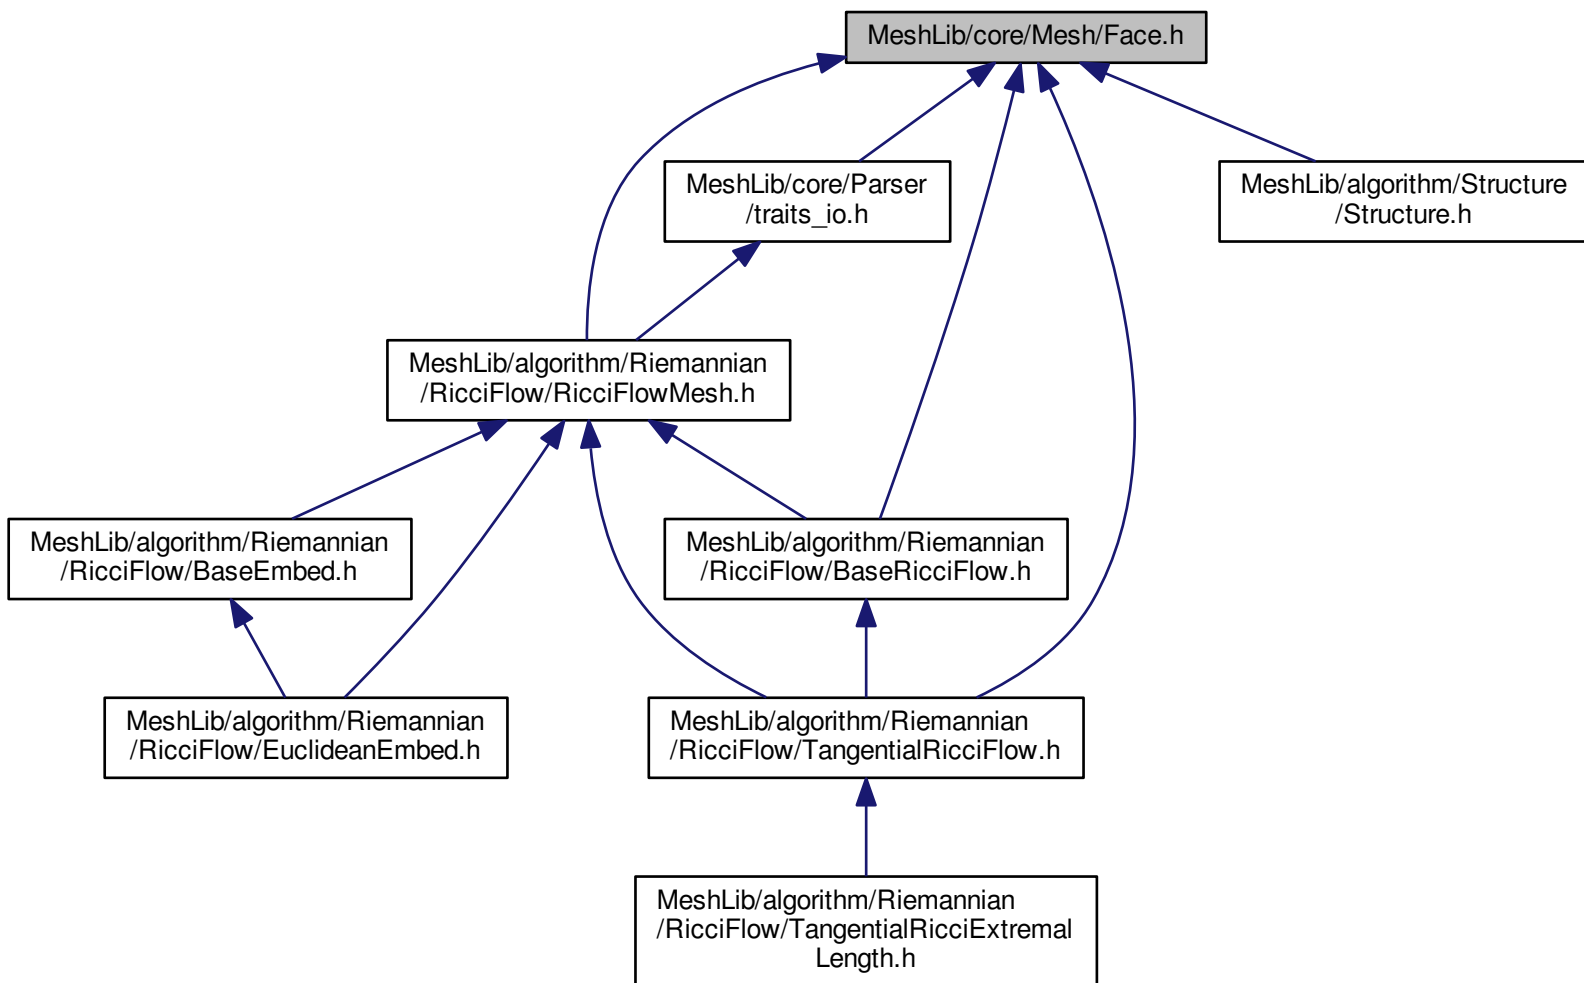 MeshLib/core/Mesh/Face.h
MeshLib/core/Parser
/traits_io.h
MeshLib/algorithm/Structure
/Structure.h
MeshLib/algorithm/Riemannian
/RicciFlow/RicciFlowMesh.h
MeshLib/algorithm/Riemannian
/RicciFlow/BaseEmbed.h
MeshLib/algorithm/Riemannian
/RicciFlow/BaseRicciFlow.h
MeshLib/algorithm/Riemannian
/RicciFlow/EuclideanEmbed.h
MeshLib/algorithm/Riemannian
/RicciFlow/TangentialRicciFlow.h
MeshLib/algorithm/Riemannian
/RicciFlow/TangentialRicciExtremal
Length.h